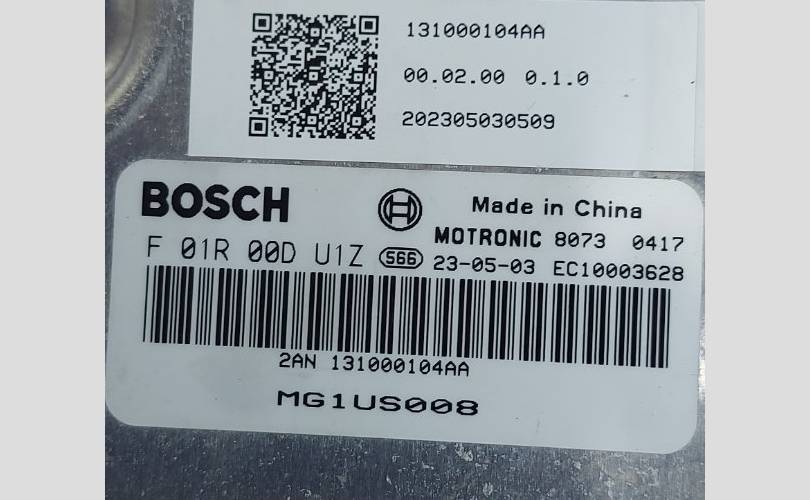 131000104AA
00.02.00 0.1.0
202305030509
BOSCH
Made in China
MOTRONIC 8073 0417
F 01R 00D U1Z 566 23-05-03 EC10003628
2AN 131000104AA
MG1US008